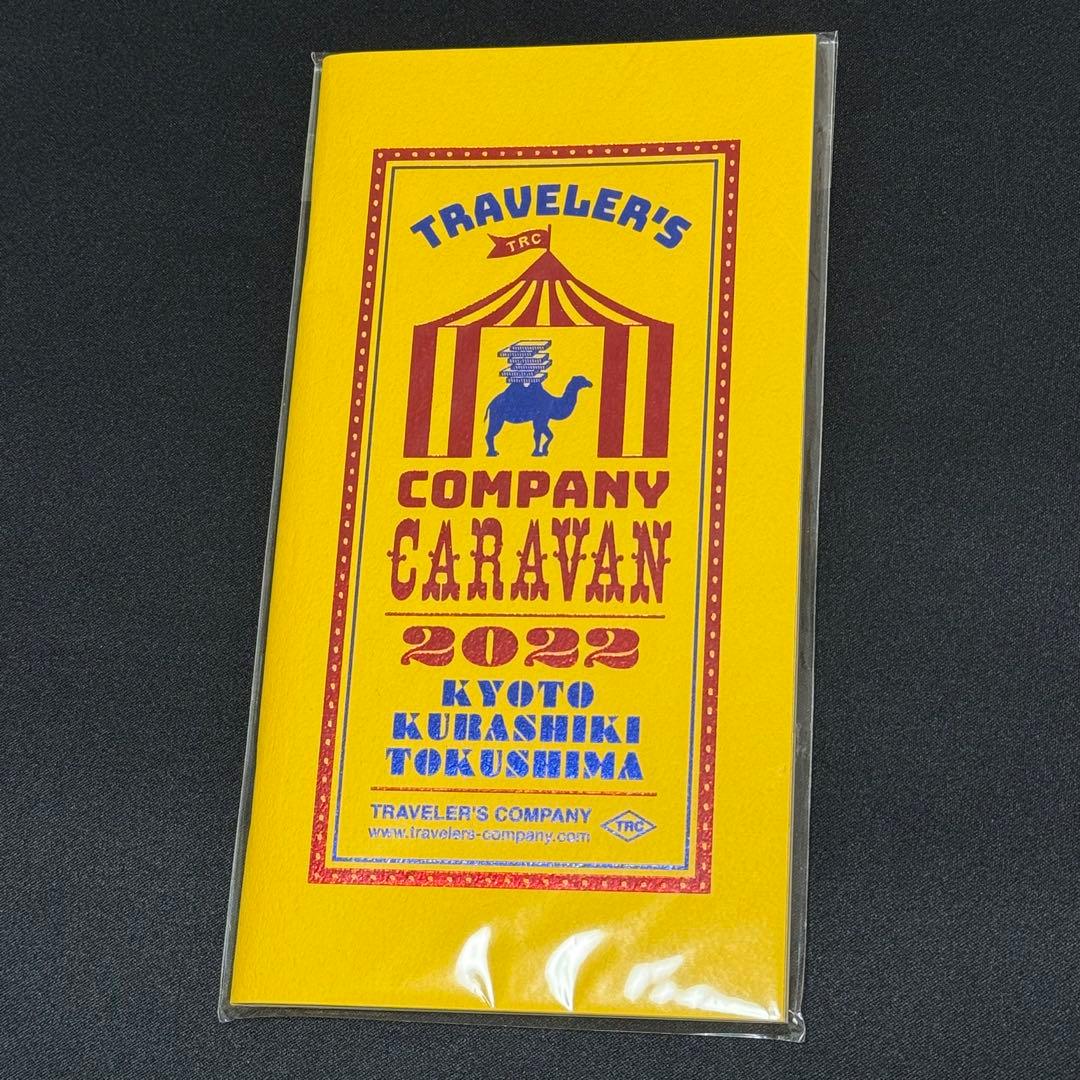 TRAVELER'S
TRC
COMPANY
CARAVAN
2022
KYOTO
KURASHIKI
TOKUSHIMA
TRAVELER'S COMPANY
www.travelers-company.com
TRC